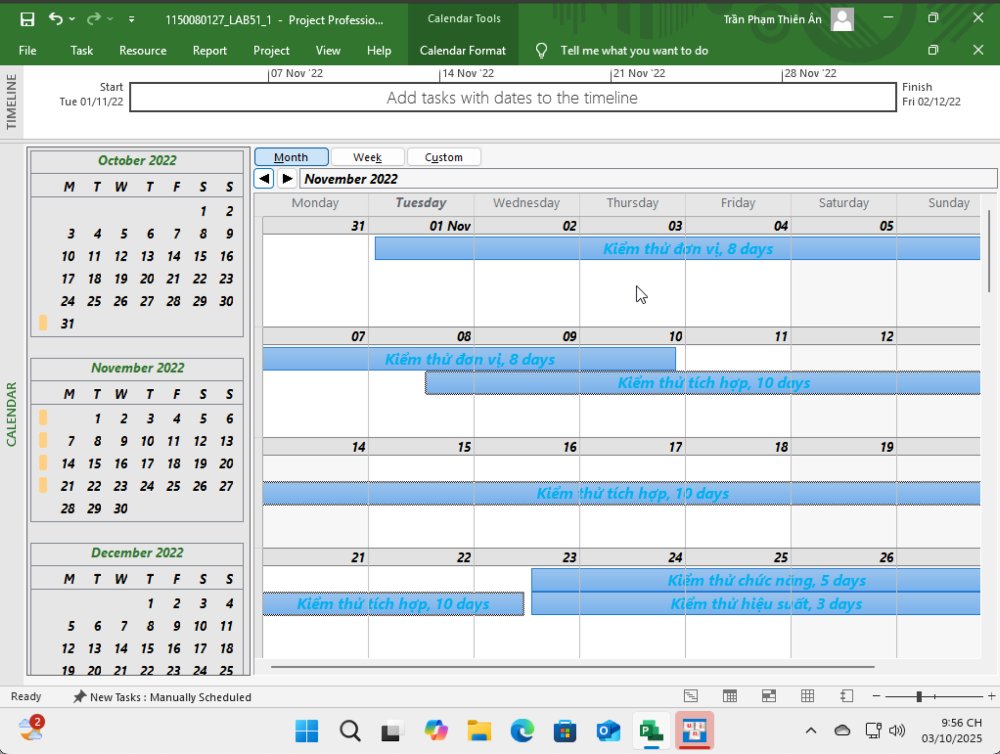 1150080127_LAB51_1 - Project Professio...
Calendar Tools
Trần Phạm Thiên Ân
File Task Resource Report Project View Help Calendar Format Tell me what you want to do
TIMELINE
07 Nov '22 14 Nov '22 21 Nov '22 28 Nov '22
Start
Tue 01/11/22
Add tasks with dates to the timeline
Finish
Fri 02/12/22
CALENDAR
October 2022
M T W T F S S
1 2
3 4 5 6 7 8 9
10 11 12 13 14 15 16
17 18 19 20 21 22 23
24 25 26 27 28 29 30
31
November 2022
M T W T F S S
1 2 3 4 5 6
7 8 9 10 11 12 13
14 15 16 17 18 19 20
21 22 23 24 25 26 27
28 29 30
December 2022
M T W T F S S
1 2 3 4
5 6 7 8 9 10 11
12 13 14 15 16 17 18
19 20 21 22 23 24 25
Month Week Custom
November 2022
Monday Tuesday Wednesday Thursday Friday Saturday Sunday
31 01 Nov 02 03 04 05
Kiểm thử đơn vị, 8 days
07 08 09 10 11 12
Kiểm thử đơn vị, 8 days
Kiểm thử tích hợp, 10 days
14 15 16 17 18 19
Kiểm thử tích hợp, 10 days
21 22 23 24 25 26
Kiểm thử chức năng, 5 days
Kiểm thử tích hợp, 10 days Kiểm thử hiệu suất, 3 days
Ready New Tasks : Manually Scheduled
2
9:56 CH
03/10/2025